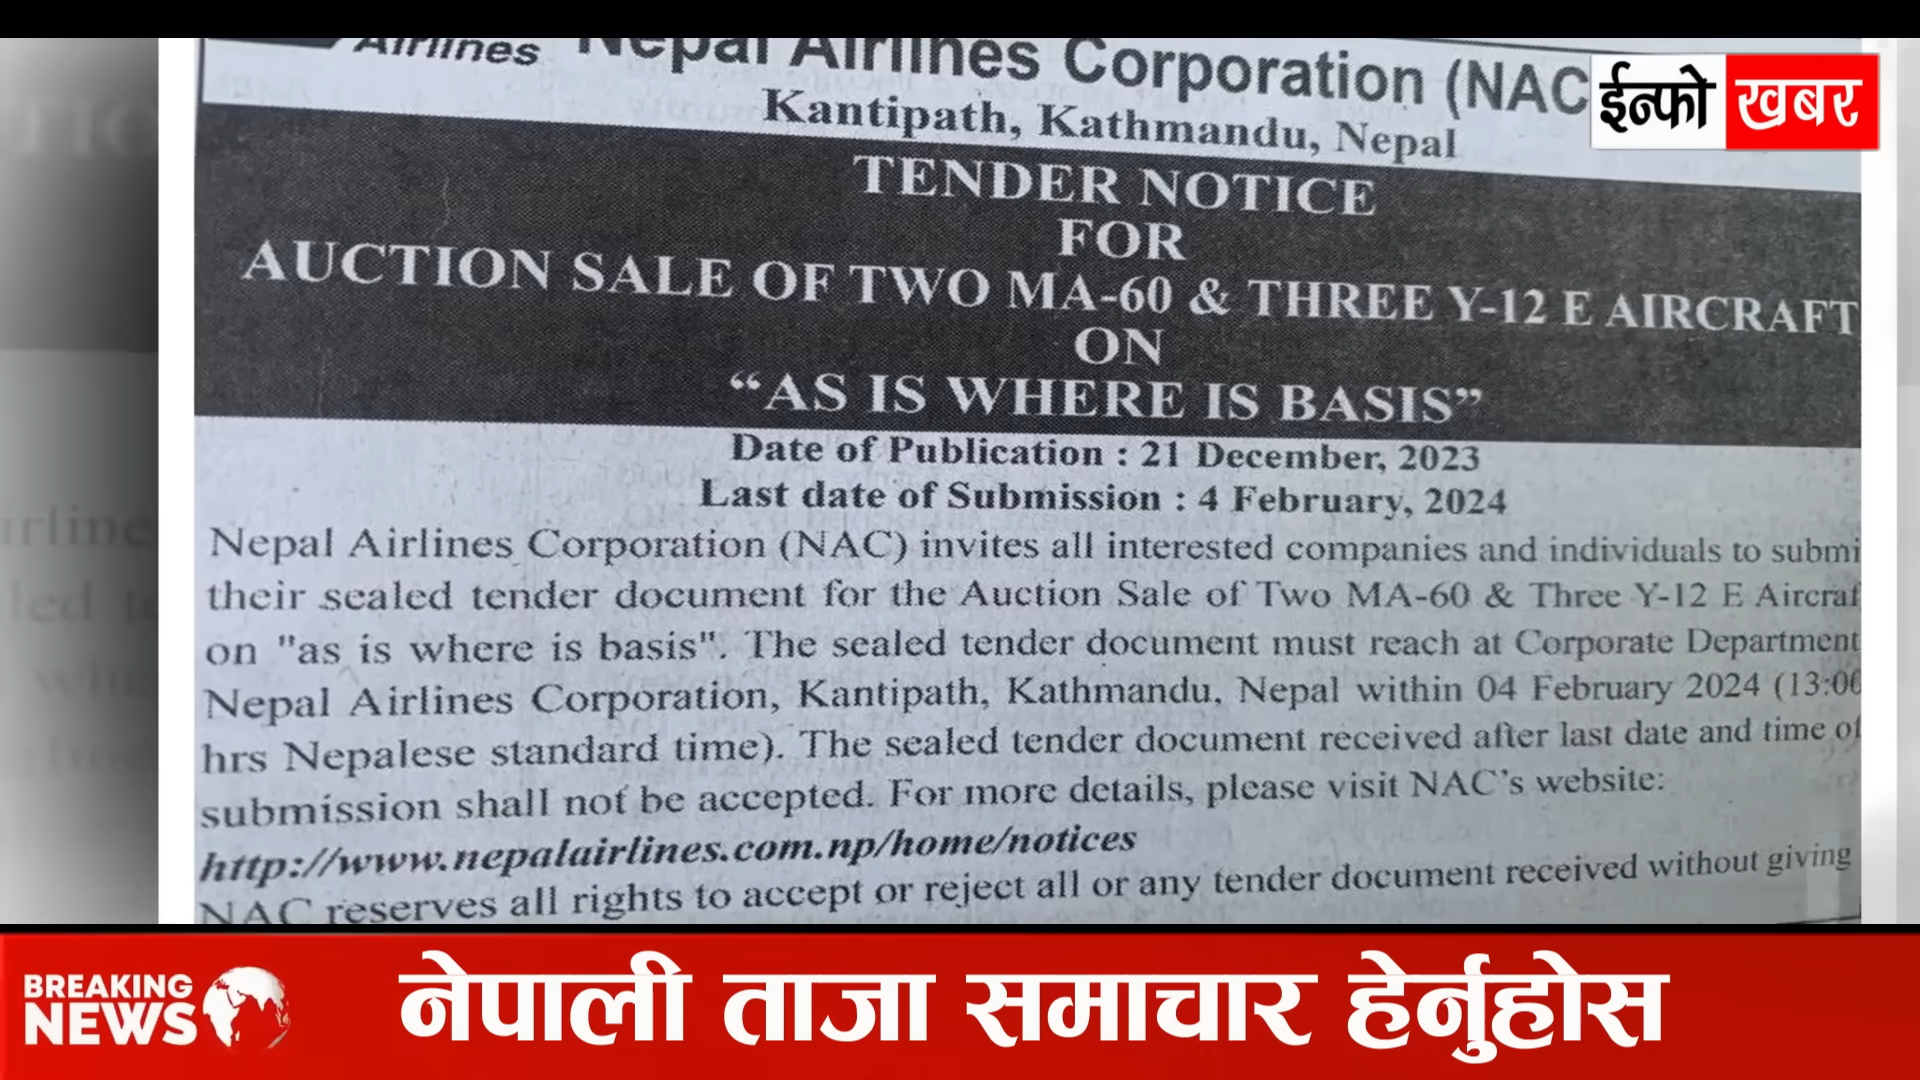 Airlines Nepal Airlines Corporation (NAC
ईन्फो खबर
Kantipath, Kathmandu, Nepal
TENDER NOTICE
FOR
AUCTION SALE OF TWO MA-60 & THREE Y-12 E AIRCRAFT
ON
“AS IS WHERE IS BASIS”
Date of Publication : 21 December, 2023
Last date of Submission : 4 February, 2024
Nepal Airlines Corporation (NAC) invites all interested companies and individuals to submi
their sealed tender document for the Auction Sale of Two MA-60 & Three Y-12 E Aircraf
on "as is where is basis". The sealed tender document must reach at Corporate Department
Nepal Airlines Corporation, Kantipath, Kathmandu, Nepal within 04 February 2024 (13:00
hrs Nepalese standard time). The sealed tender document received after last date and time of
submission shall not be accepted. For more details, please visit NAC's website:
http://www.nepalairlines.com.np/home/notices
NAC reserves all rights to accept or reject all or any tender document received without giving
BREAKING
NEWS
नेपाली ताजा समाचार हेर्नुहोस